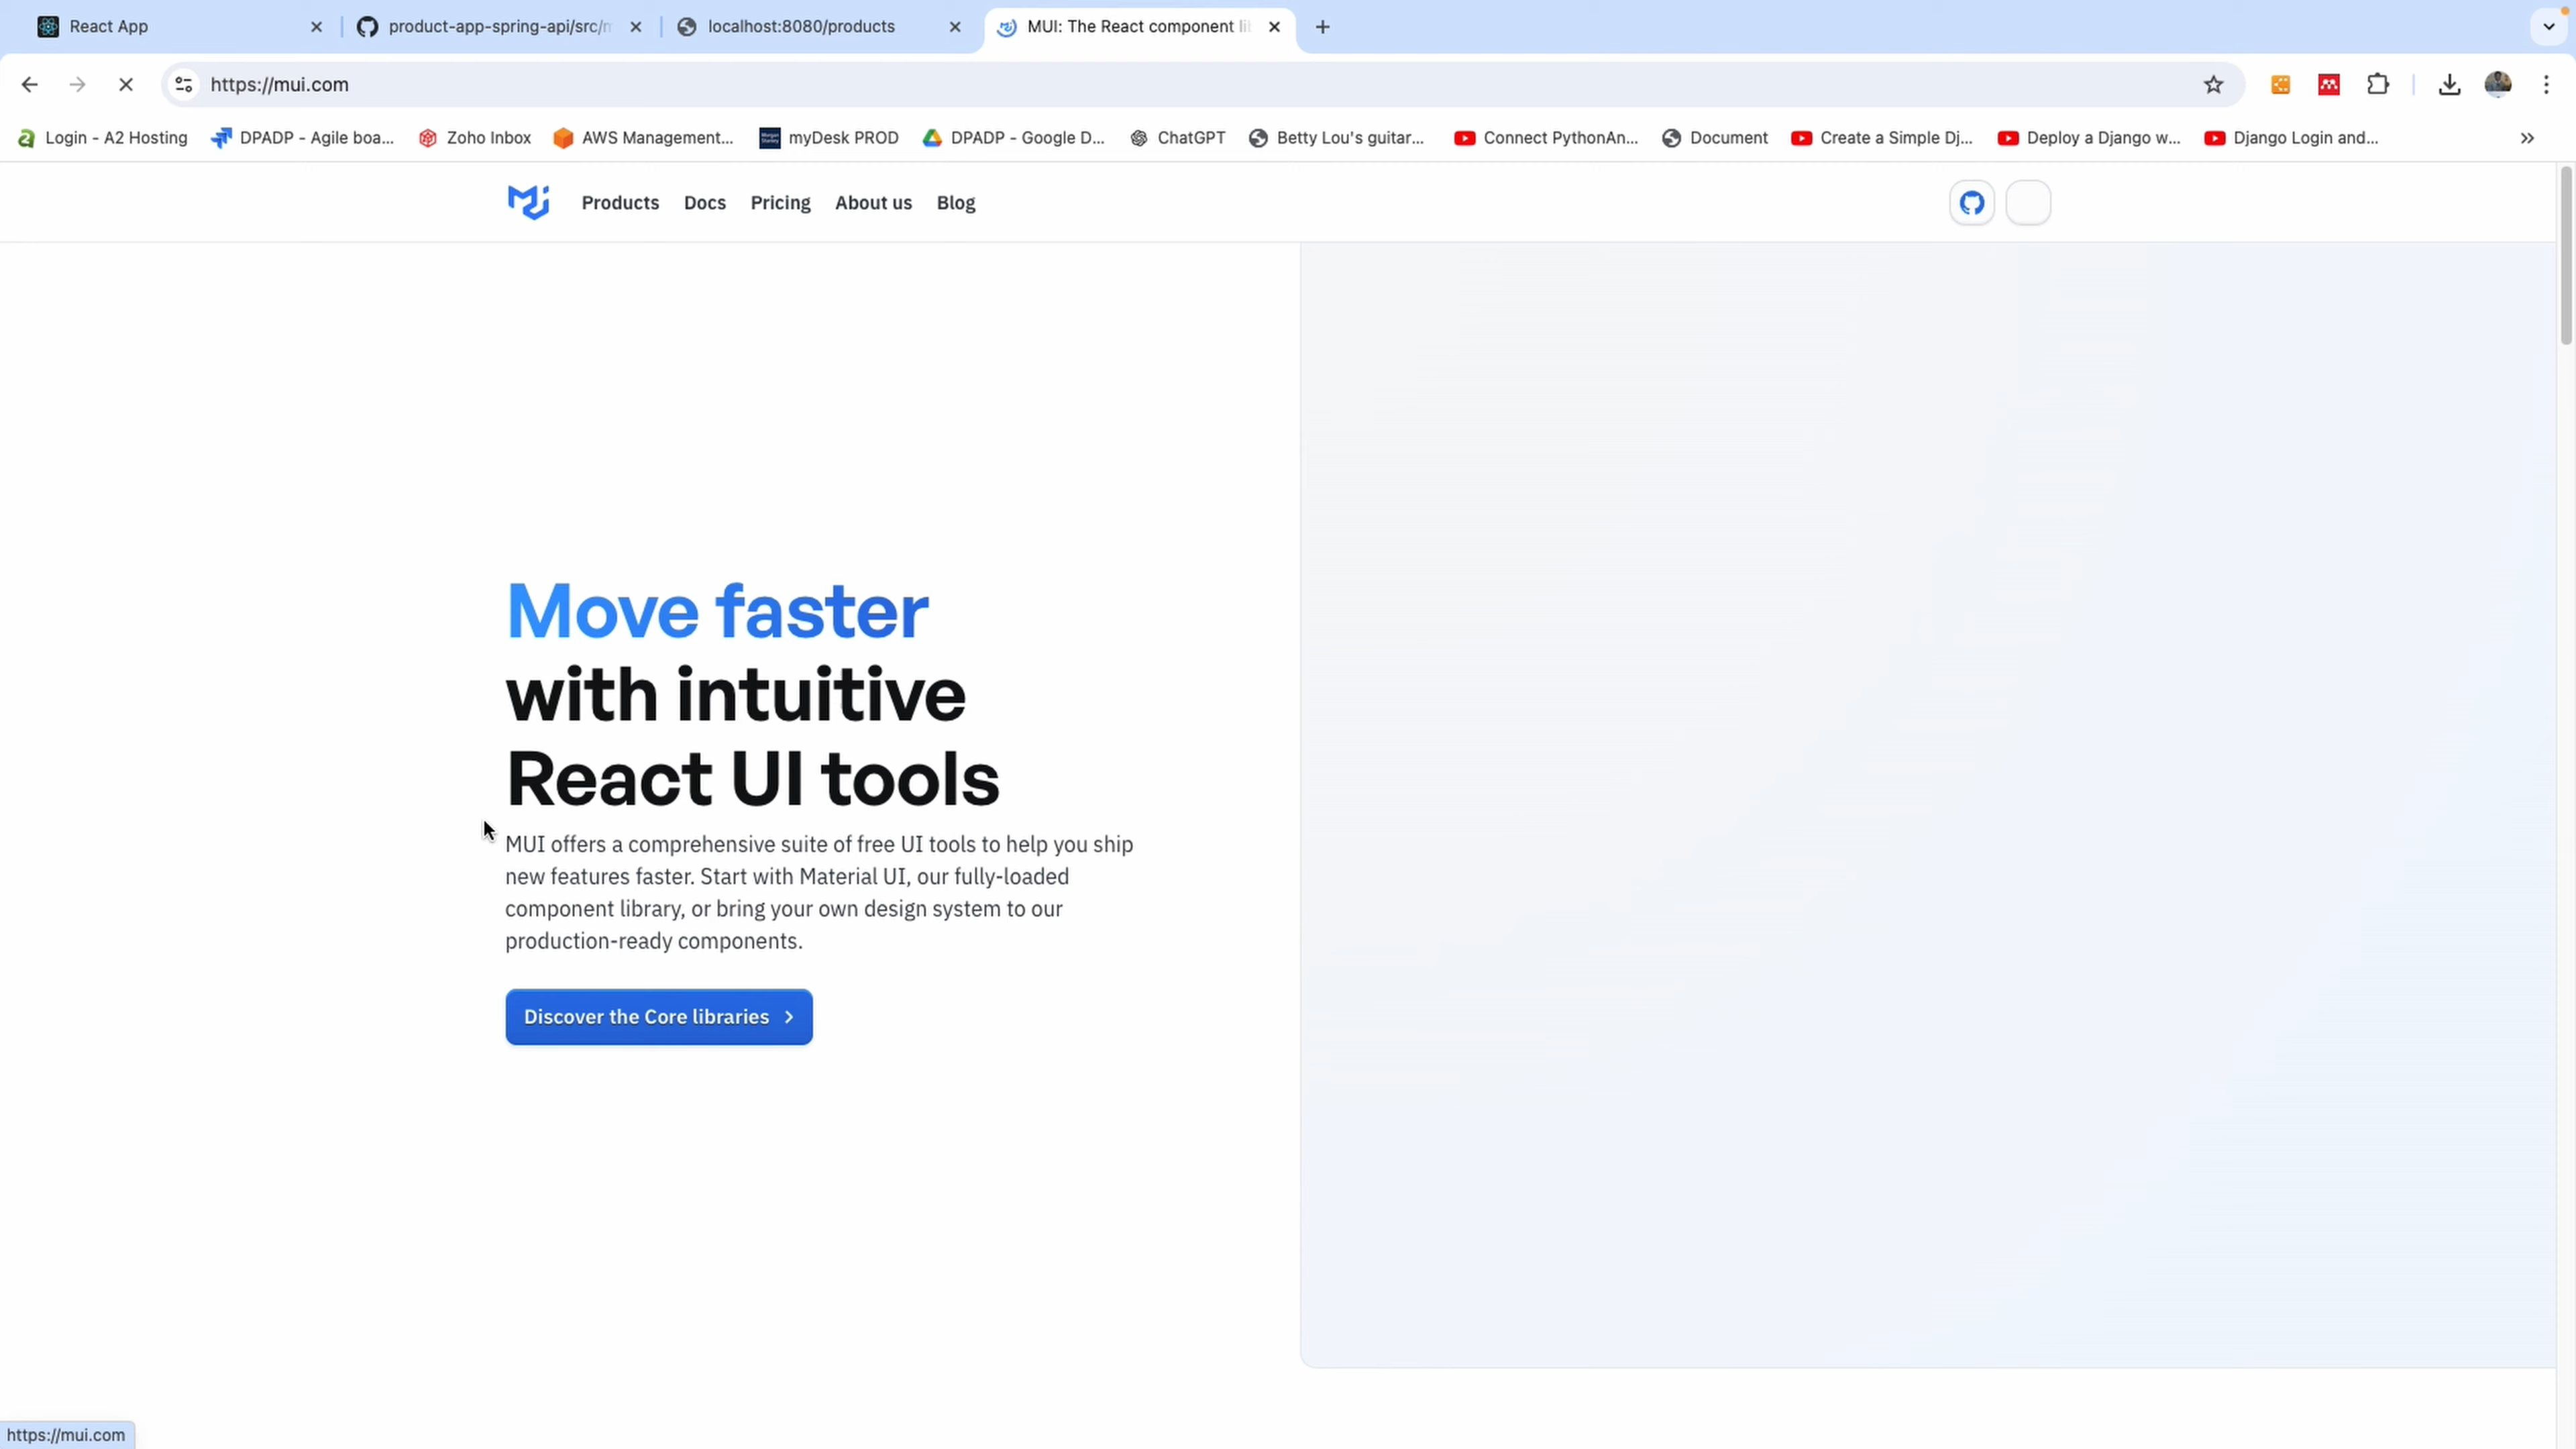 React App
product-app-spring-api/src/m
localhost:8080/products
MUI: The React component li
https://mui.com
Login - A2 Hosting
DPADP - Agile boa...
Zoho Inbox
AWS Management...
myDesk PROD
DPADP - Google D...
ChatGPT
Betty Lou's guitar...
Connect PythonAn...
Document
Create a Simple Dj...
Deploy a Django w...
Django Login and...
Products
Docs
Pricing
About us
Blog
Move faster
with intuitive
React UI tools
MUI offers a comprehensive suite of free UI tools to help you ship
new features faster. Start with Material UI, our fully-loaded
component library, or bring your own design system to our
production-ready components.
Discover the Core libraries
https://mui.com